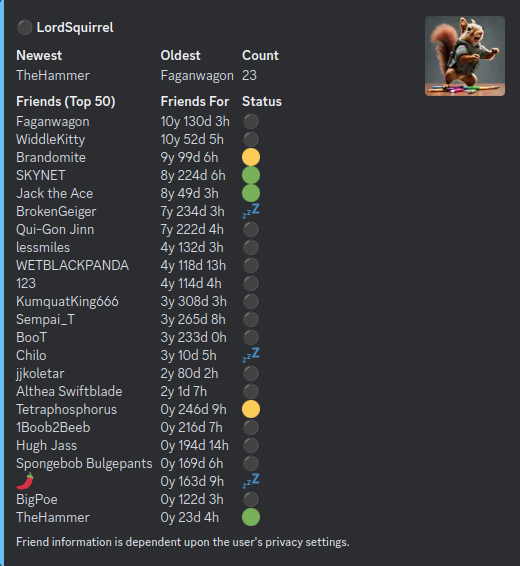 LordSquirrel
Newest Oldest Count
TheHammer Faganwagon 23
Friends (Top 50) Friends For Status
Faganwagon 10y 130d 3h
WiddleKitty 10y 52d 5h
Brandomite 9y 99d 6h
SKYNET 8y 224d 6h
Jack the Ace 8y 49d 3h
BrokenGeiger 7y 234d 3h zzZ
Qui-Gon Jinn 7y 222d 4h
lessmiles 4y 132d 3h
WETBLACKPANDA 4y 118d 13h
123 4y 114d 4h
KumquatKing666 3y 308d 3h
Sempai_T 3y 265d 8h
BooT 3y 233d 0h
Chilo 3y 10d 5h zzZ
jjkoletar 2y 80d 2h
Althea Swiftblade 2y 1d 7h
Tetraphosphorus 0y 246d 9h
1Boob2Beeb 0y 216d 7h
Hugh Jass 0y 194d 14h
Spongebob Bulgepants 0y 169d 6h
🌶️ 0y 163d 9h zzZ
BigPoe 0y 122d 3h
TheHammer 0y 23d 4h
Friend information is dependent upon the user's privacy settings.